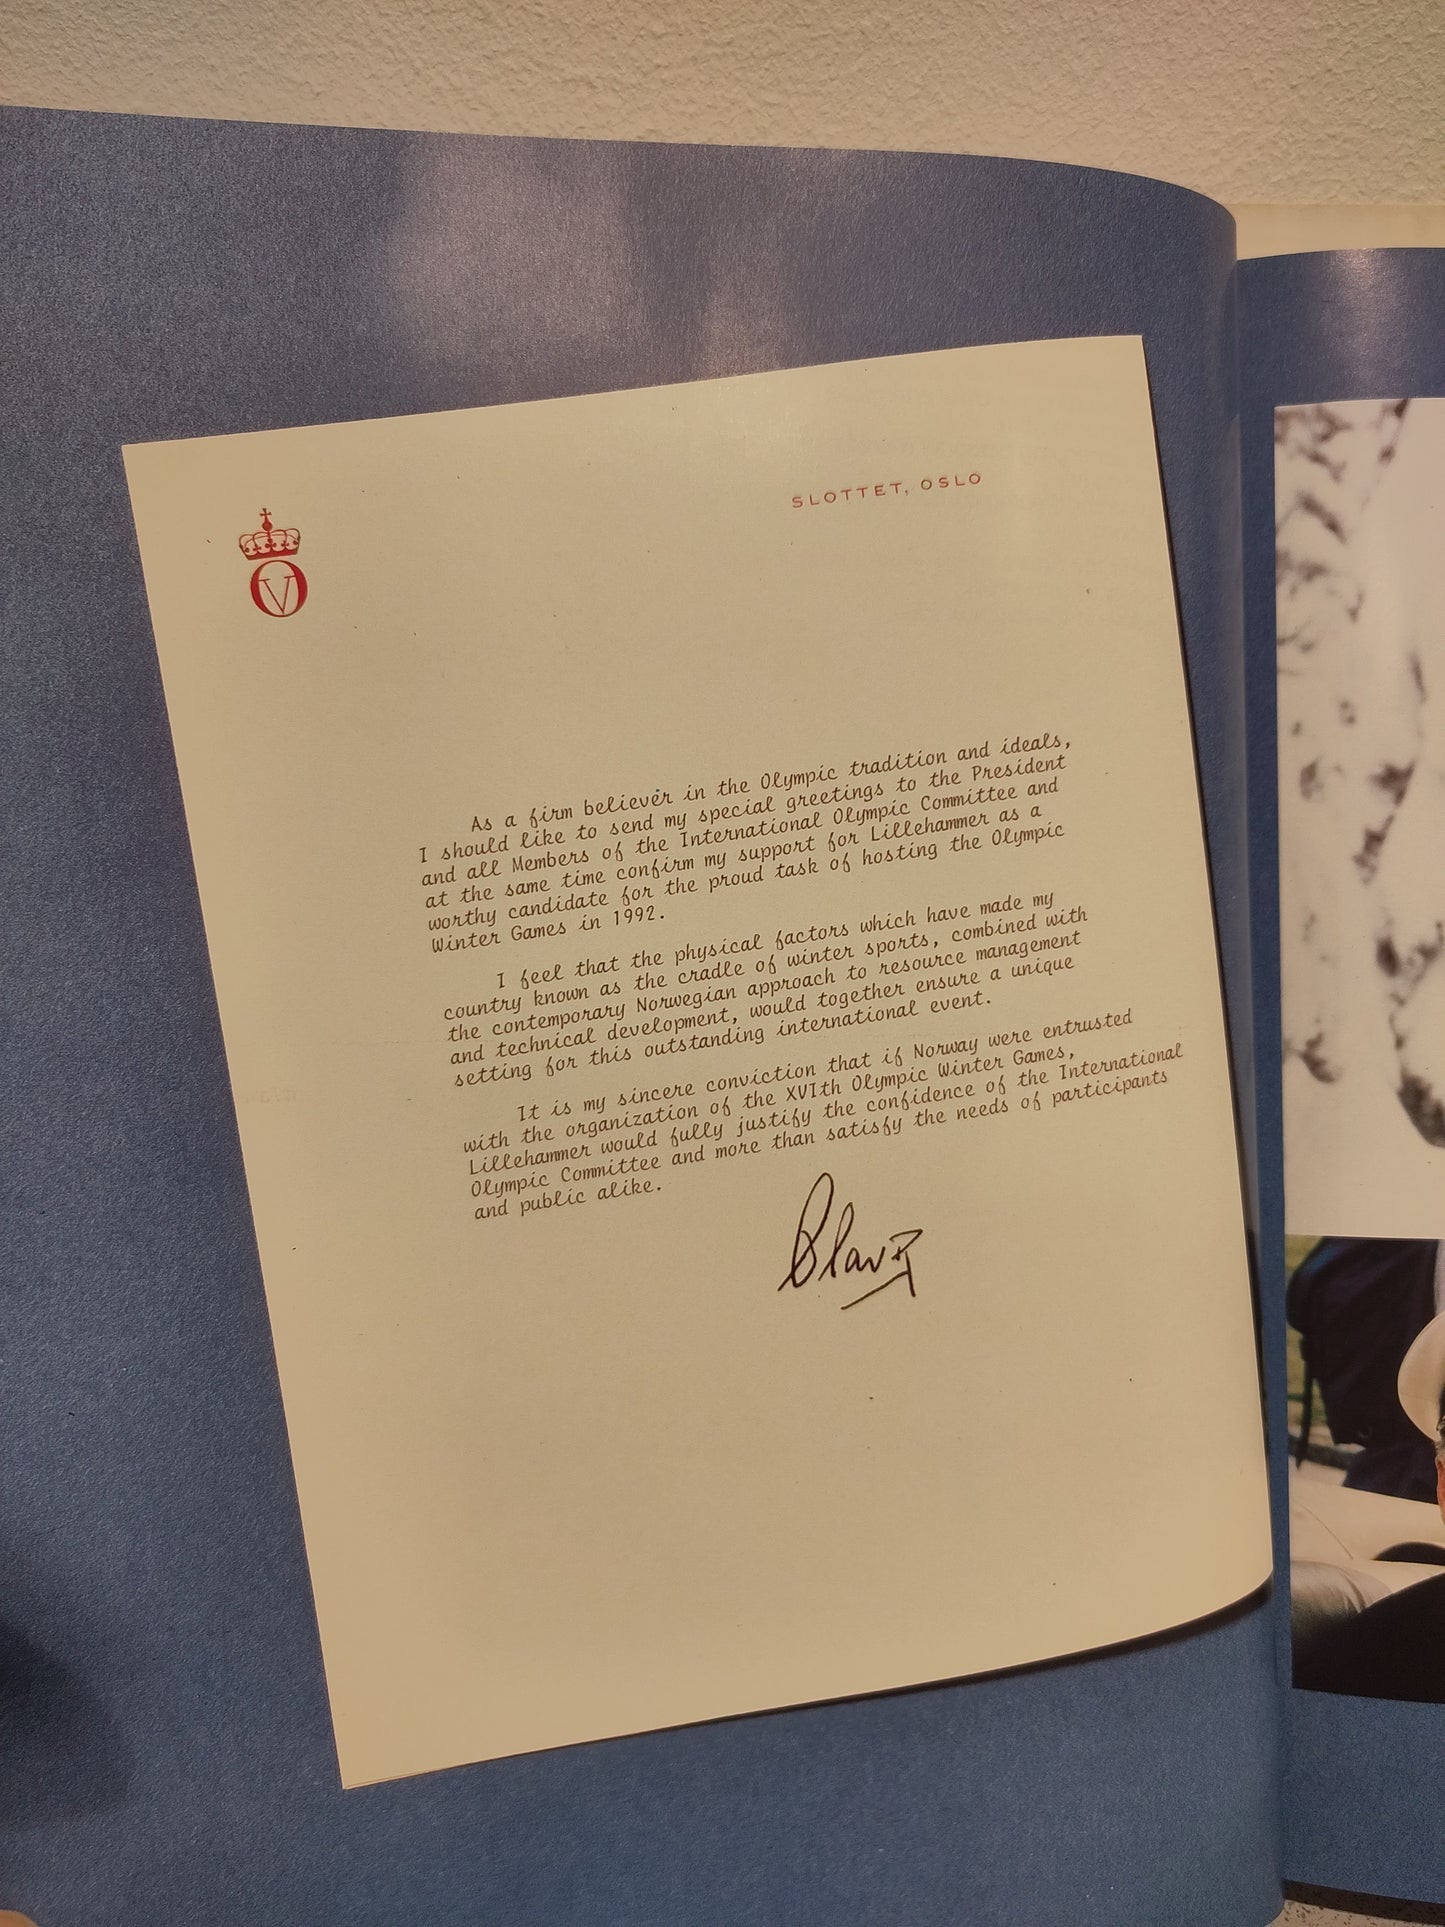 SLOTTET, OSLO
OV
As a firm believer in the Olympic tradition and ideals,
I should like to send my special greetings to the President
and all Members of the International Olympic Committee and
at the same time confirm my support for Lillehammer as a
worthy candidate for the proud task of hosting the Olympic
Winter Games in 1992.
I feel that the physical factors which have made my
country known as the cradle of winter sports, combined with
the contemporary Norwegian approach to resource management
and technical development, would together ensure a unique
setting for this outstanding international event.
It is my sincere conviction that if Norway were entrusted
with the organization of the XVIth Olympic Winter Games,
Lillehammer would fully justify the confidence of the International
Olympic Committee and more than satisfy the needs of participants
and public alike.
Olav R